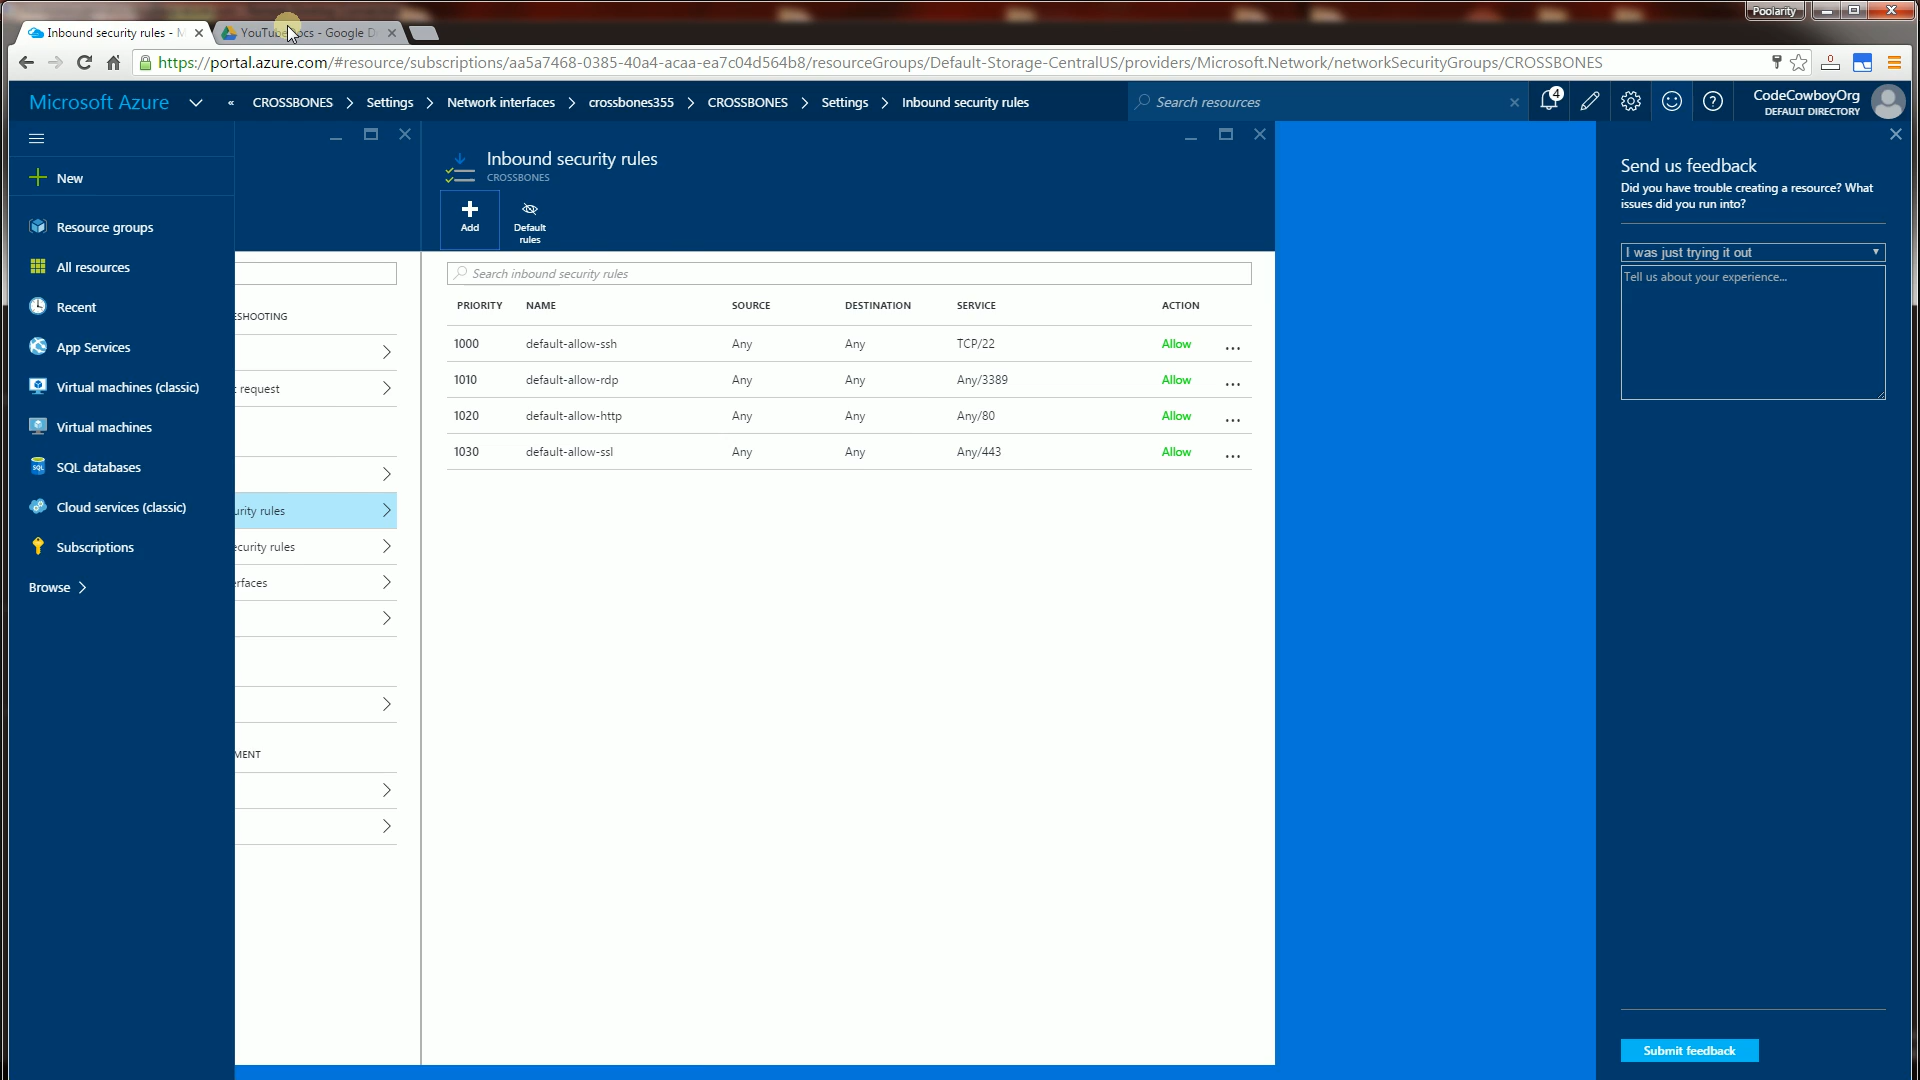 Poolarity
Inbound security rules - M
YouTube Docs - Google D
https://portal.azure.com/#resource/subscriptions/aa5a7468-0385-40a4-acaa-ea7c04d564b8/resourceGroups/Default-Storage-CentralUS/providers/Microsoft.Network/networkSecurityGroups/CROSSBONES
0
Microsoft Azure
« CROSSBONES > Settings > Network interfaces > crossbones355 > CROSSBONES > Settings > Inbound security rules
Search resources
4
CodeCowboyOrg
DEFAULT DIRECTORY
New
Resource groups
All resources
Recent
App Services
Virtual machines (classic)
Virtual machines
SQL databases
Cloud services (classic)
Subscriptions
Browse >
ESHOOTING
request
urity rules
ecurity rules
erfaces
MENT
Inbound security rules
CROSSBONES
Add
Default
rules
Search inbound security rules
PRIORITY NAME SOURCE DESTINATION SERVICE ACTION
1000 default-allow-ssh Any Any TCP/22 Allow ...
1010 default-allow-rdp Any Any Any/3389 Allow ...
1020 default-allow-http Any Any Any/80 Allow ...
1030 default-allow-ssl Any Any Any/443 Allow ...
Send us feedback
Did you have trouble creating a resource? What
issues did you run into?
I was just trying it out
Tell us about your experience...
Submit feedback